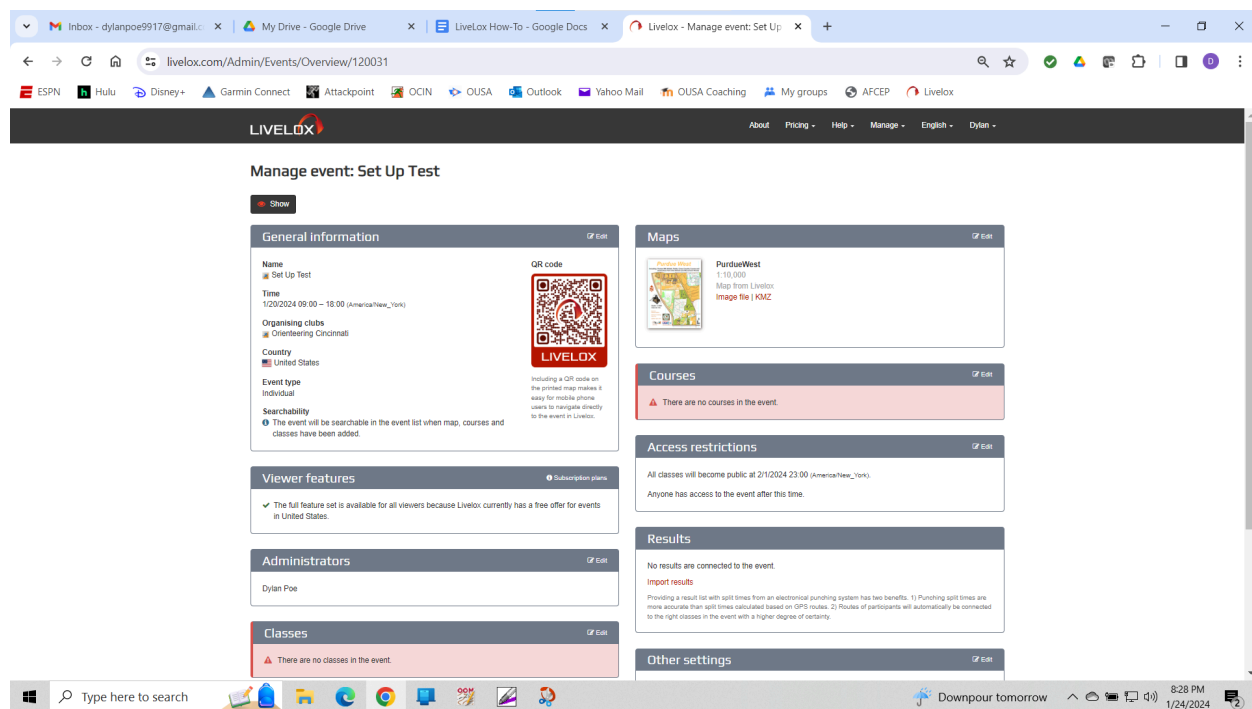 Inbox - dylanpoe9917@gmail.c
My Drive - Google Drive
LiveLox How-To - Google Docs
Livelox - Manage event: Set Up
livelox.com/Admin/Events/Overview/120031
D
ESPN
h Hulu
Disney+
Garmin Connect
Attackpoint
OCIN
OUSA
Outlook
Yahoo Mail
OUSA Coaching
My groups
AFCEP
Livelox
LIVELOX
About
Pricing
Help
Manage
English
Dylan
Manage event: Set Up Test
Show
General information
Edit
Name
Set Up Test
Time
1/20/2024 09:00 – 18:00 (America/New_York)
Organising clubs
Orienteering Cincinnati
Country
United States
Event type
Individual
Searchability
The event will be searchable in the event list when map, courses and
classes have been added.
QR code
LIVELOX
Including a QR code on
the printed map makes it
easy for mobile phone
users to navigate directly
to the event in Livelox.
Viewer features
Subscription plans
The full feature set is available for all viewers because Livelox currently has a free offer for events
in United States.
Administrators
Edit
Dylan Poe
Classes
Edit
There are no classes in the event.
Maps
Edit
Purdue West
PurdueWest
1:10,000
Map from Livelox
Image file | KMZ
Courses
Edit
There are no courses in the event.
Access restrictions
Edit
All classes will become public at 2/1/2024 23:00 (America/New_York).
Anyone has access to the event after this time.
Results
No results are connected to the event.
Import results
Providing a result list with split times from an electronical punching system has two benefits. 1) Punching split times are
more accurate than split times calculated based on GPS routes. 2) Routes of participants will automatically be connected
to the right classes in the event with a higher degree of certainty.
Other settings
Edit
Type here to search
OOM
Downpour tomorrow
8:28 PM
1/24/2024
2